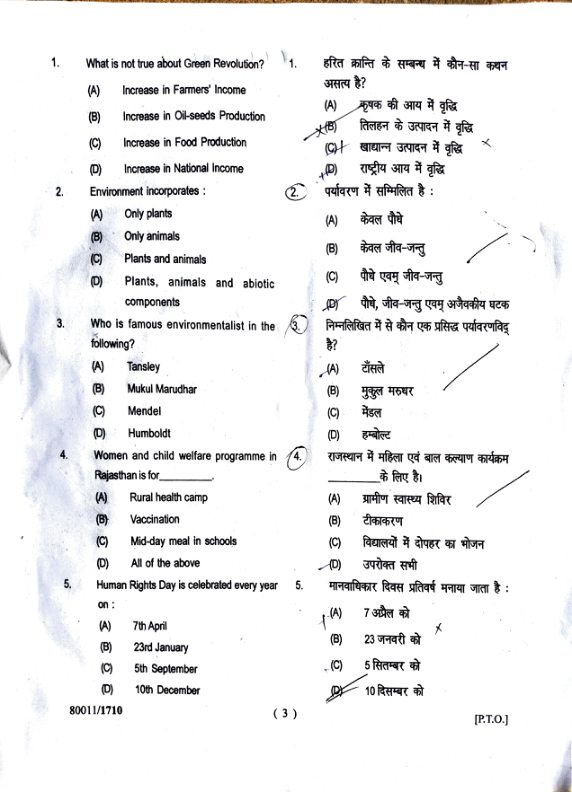 1. What is not true about Green Revolution?
(A) Increase in Farmers' Income
(B) Increase in Oil-seeds Production
(C) Increase in Food Production
(D) Increase in National Income
2. Environment incorporates :
(A) Only plants
(B) Only animals
(C) Plants and animals
(D) Plants, animals and abiotic
components
3. Who is famous environmentalist in the
following?
(A) Tansley
(B) Mukul Marudhar
(C) Mendel
(D) Humboldt
4. Women and child welfare programme in
Rajasthan is for__________.
(A) Rural health camp
(B) Vaccination
(C) Mid-day meal in schools
(D) All of the above
5. Human Rights Day is celebrated every year
on :
(A) 7th April
(B) 23rd January
(C) 5th September
(D) 10th December
1. हरित क्रान्ति के सम्बन्ध में कौन-सा कथन
असत्य है?
(A) कृषक की आय में वृद्धि
(B) तिलहन के उत्पादन में वृद्धि
(C) खाद्यान्न उत्पादन में वृद्धि
(D) राष्ट्रीय आय में वृद्धि
2. पर्यावरण में सम्मिलित है :
(A) केवल पौधे
(B) केवल जीव-जन्तु
(C) पौधे एवम् जीव-जन्तु
(D) पौधे, जीव-जन्तु एवम् अजैवकीय घटक
3. निम्नलिखित में से कौन एक प्रसिद्ध पर्यावरणविद्
है?
(A) टाँसले
(B) मुकुल मरुधर
(C) मेंडल
(D) हम्बोल्ट
4. राजस्थान में महिला एवं बाल कल्याण कार्यक्रम
__________के लिए है।
(A) ग्रामीण स्वास्थ्य शिविर
(B) टीकाकरण
(C) विद्यालयों में दोपहर का भोजन
(D) उपरोक्त सभी
5. मानवाधिकार दिवस प्रतिवर्ष मनाया जाता है :
(A) 7 अप्रैल को
(B) 23 जनवरी को
(C) 5 सितम्बर को
(D) 10 दिसम्बर को
80011/1710
( 3 )
[P.T.O.]